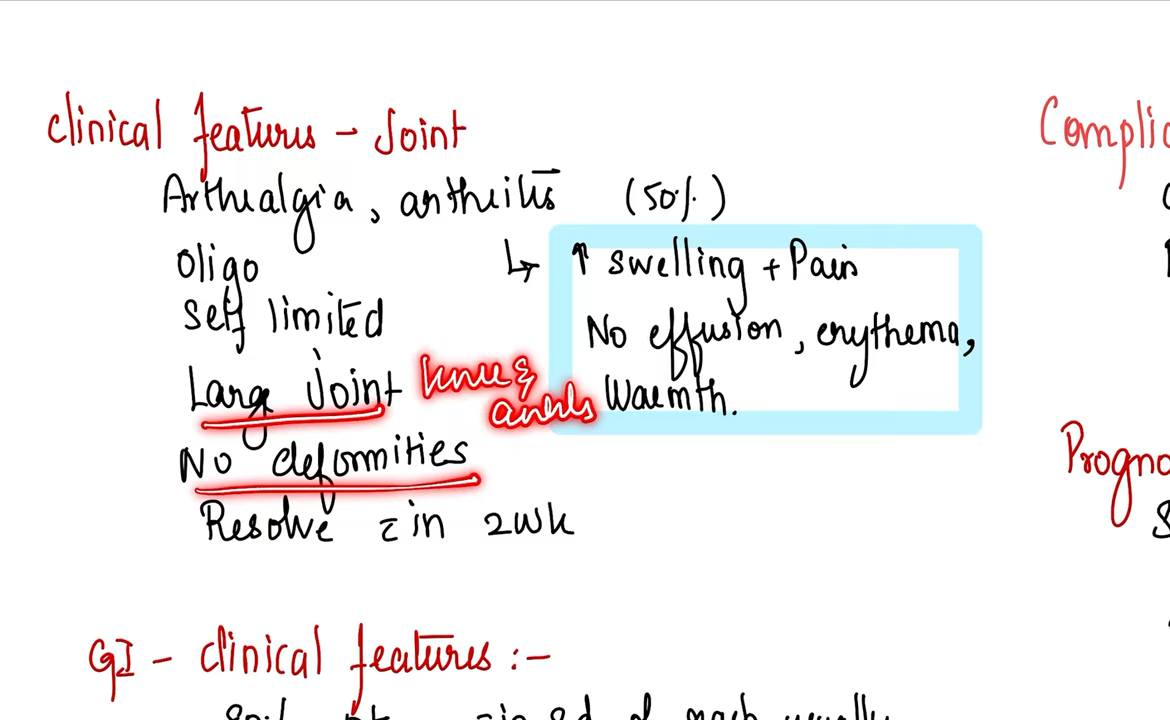 Clinical features - Joint
Arthralgia, arthritis (50%)
Oligo
Self limited
Large Joint knee & ankles
No deformities
Resolve c̄ in 2wk
↳ ↑ swelling + Pain
No effusion, erythema,
Warmth.
GI - clinical features :-
Complic
Progno